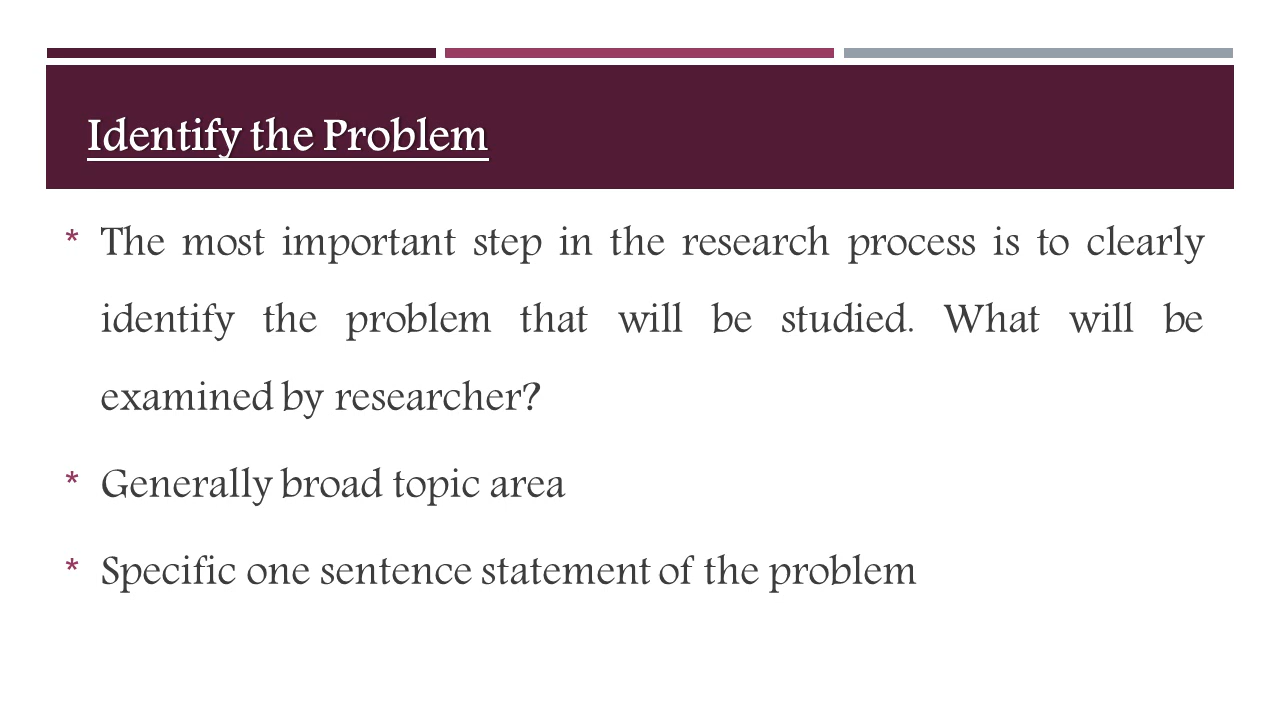 Identify the Problem
* The most important step in the research process is to clearly
identify the problem that will be studied. What will be
examined by researcher?
* Generally broad topic area
* Specific one sentence statement of the problem